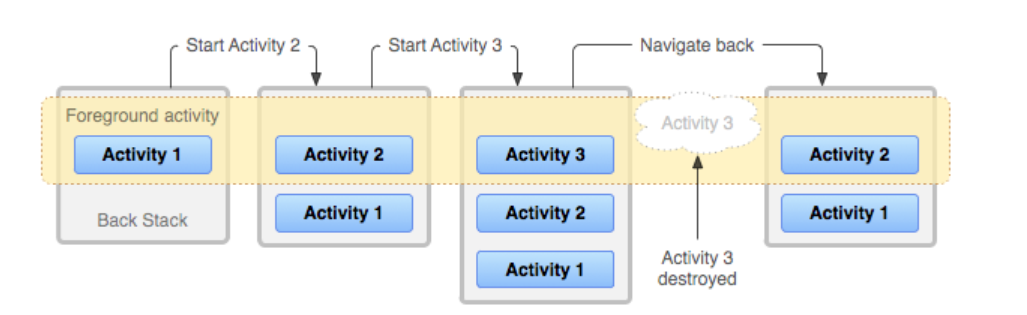 Start Activity 2
Start Activity 3
Navigate back
Foreground activity
Activity 1
Back Stack
Activity 2
Activity 1
Activity 3
Activity 2
Activity 1
Activity 3
Activity 3
destroyed
Activity 2
Activity 1